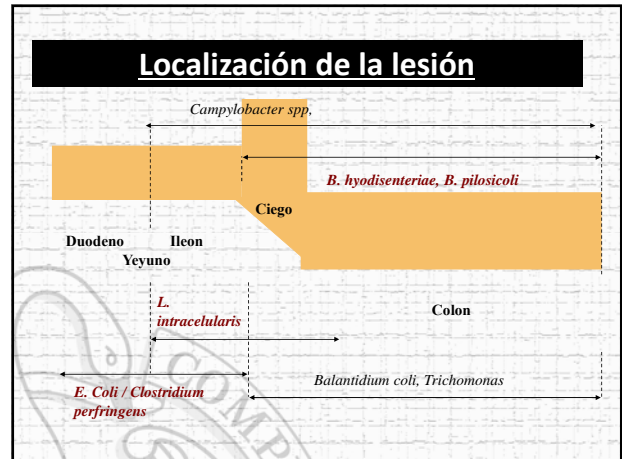 Localización de la lesión
Campylobacter spp,
B. hyodisenteriae, B. pilosicoli
Ciego
Duodeno Ileon
Yeyuno
L.
intracelularis
Colon
E. Coli / Clostridium
perfringens
Balantidium coli, Trichomonas
COMP